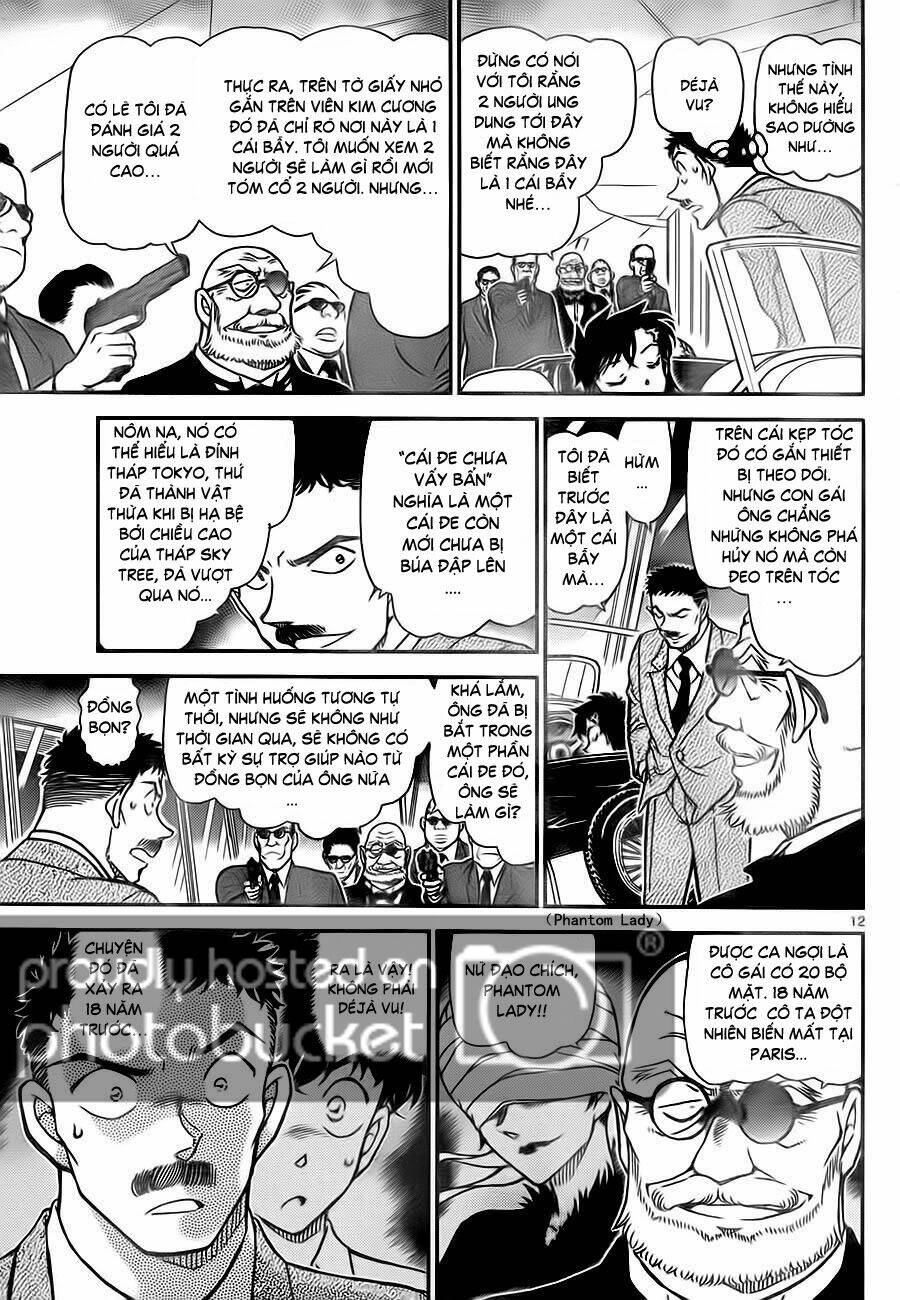 NHƯNG TÌNH
THẾ NÀY,
KHÔNG HIỂU
SAO DƯỜNG
NHƯ...
DÉJÀ
VU?
ĐỪNG CÓ NÓI
VỚI TÔI RẰNG
2 NGƯỜI UNG
DUNG TỚI ĐÂY
MÀ KHÔNG
BIẾT RẰNG ĐÂY
LÀ 1 CÁI BẪY
NHÉ...
THỰC RA, TRÊN TỜ GIẤY NHỎ
GẮN TRÊN VIÊN KIM CƯƠNG
ĐÓ ĐÃ CHỈ RÕ NƠI NÀY LÀ 1
CÁI BẪY. TÔI MUỐN XEM 2
NGƯỜI SẼ LÀM GÌ RỒI MỚI
TÓM CỔ 2 NGƯỜI. NHƯNG...
CÓ LẼ TÔI ĐÃ
ĐÁNH GIÁ 2
NGƯỜI QUÁ
CAO...
TRÊN CÁI KẸP TÓC
ĐÓ CÓ GẮN THIẾT
BỊ THEO DÕI.
NHƯNG CON GÁI
ÔNG CHẲNG
NHỮNG KHÔNG PHÁ
HỦY NÓ MÀ CÒN
ĐEO TRÊN TÓC
...
HỪM
...
TÔI ĐÃ
BIẾT
TRƯỚC
ĐÂY LÀ
MỘT CÁI
BẪY
MÀ...
“CÁI ĐE CHƯA
VẤY BẨN”
NGHĨA LÀ MỘT
CÁI ĐE CÒN
MỚI CHƯA BỊ
BÚA ĐẬP LÊN
....
NÔM NA, NÓ CÓ
THỂ HIỂU LÀ ĐỈNH
THÁP TOKYO, THỨ
ĐÃ THÀNH VẬT
THỪA KHI BỊ HẠ BỆ
BỞI CHIỀU CAO
CỦA THÁP SKY
TREE, ĐÃ VƯỢT
QUA NÓ...
KHÁ LẮM,
ÔNG ĐÃ BỊ
BẮT TRONG
MỘT PHẦN
CÁI ĐE ĐÓ,
ÔNG SẼ
LÀM GÌ?
MỘT TÌNH HUỐNG TƯƠNG TỰ
THÔI, NHƯNG SẼ KHÔNG NHƯ
THỜI GIAN QUA, SẼ KHÔNG CÓ
BẤT KỲ SỰ TRỢ GIÚP NÀO TỪ
ĐỒNG BỌN CỦA ÔNG NỮA
...
ĐỒNG
BỌN?
(Phantom Lady)
12
ĐƯỢC CA NGỢI LÀ
CÔ GÁI CÓ 20 BỘ
MẶT. 18 NĂM
TRƯỚC CÔ TA ĐỘT
NHIÊN BIẾN MẤT TẠI
PARIS...
NỮ ĐẠO CHÍCH,
PHANTOM
LADY!!
RA LÀ VẬY!
KHÔNG PHẢI
DÉJÀ VU!
CHUYỆN
ĐÓ ĐÃ
XẢY RA
18 NĂM
TRƯỚC...
proudly hosted on
photobucket
®